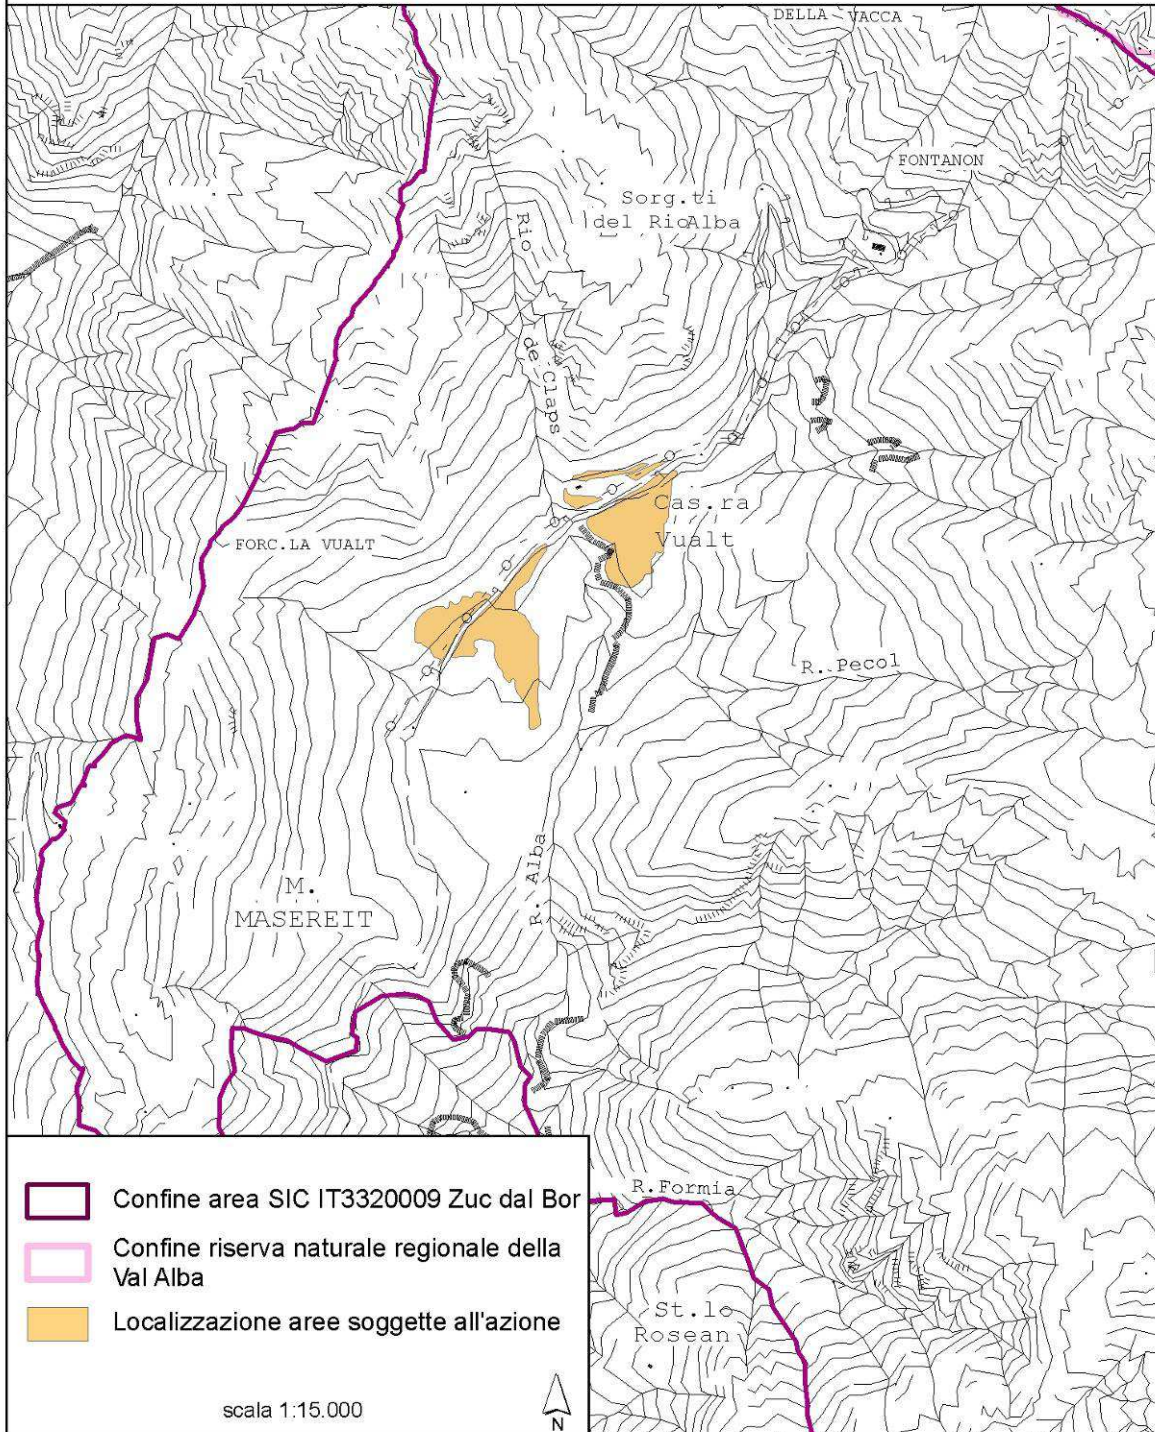 DELLA VACCA
FONTANON
Sorg.ti
del RioAlba
Rio
de Claps
Cas.ra
Vualt
FORC.LA VUALT
R. Pecol
R. Alba
M.
MASEREIT
R.Formia
St.lo
Rosean
Confine area SIC IT3320009 Zuc dal Bor
Confine riserva naturale regionale della
Val Alba
Localizzazione aree soggette all'azione
scala 1:15.000
N